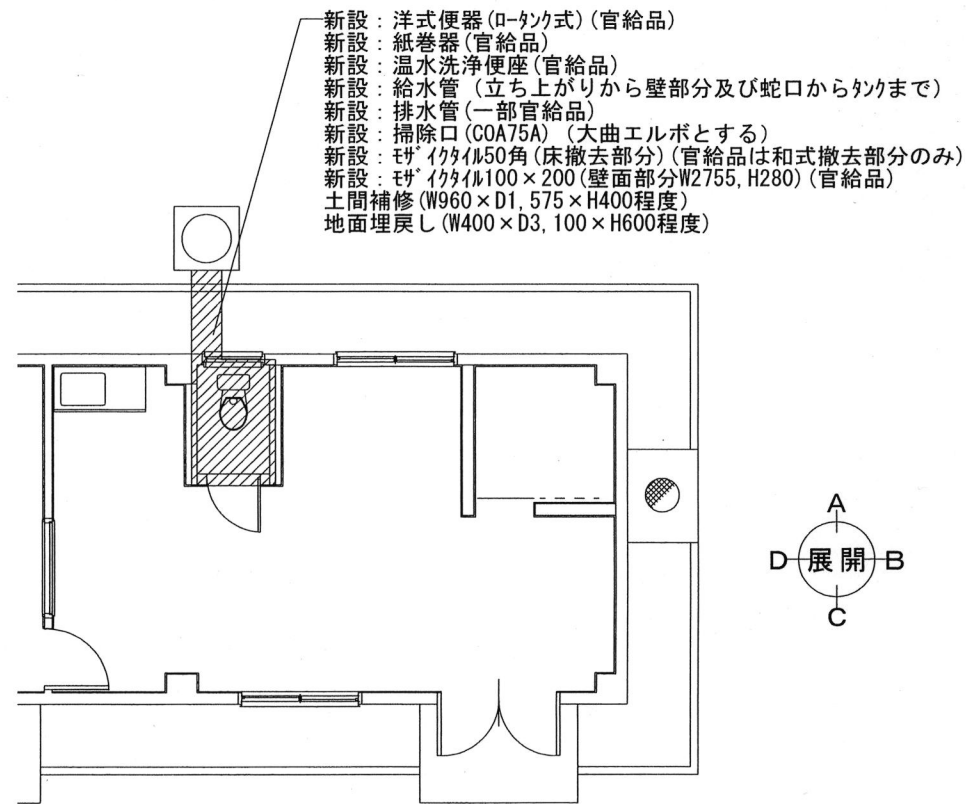 新設：洋式便器(ﾛｰﾀﾝｸ式)(官給品)
新設：紙巻器(官給品)
新設：温水洗浄便座(官給品)
新設：給水管（立ち上がりから壁部分及び蛇口からﾀﾝｸまで）
新設：排水管(一部官給品)
新設：掃除口(COA75A)（大曲エルボとする)
新設：ﾓｻﾞｲｸﾀｲﾙ50角(床撤去部分)(官給品は和式撤去部分のみ)
新設：ﾓｻﾞｲｸﾀｲﾙ100×200(壁面部分W2755,H280)(官給品)
土間補修(W960×D1,575×H400程度)
地面埋戻し(W400×D3,100×H600程度)
A
D 展開 B
C